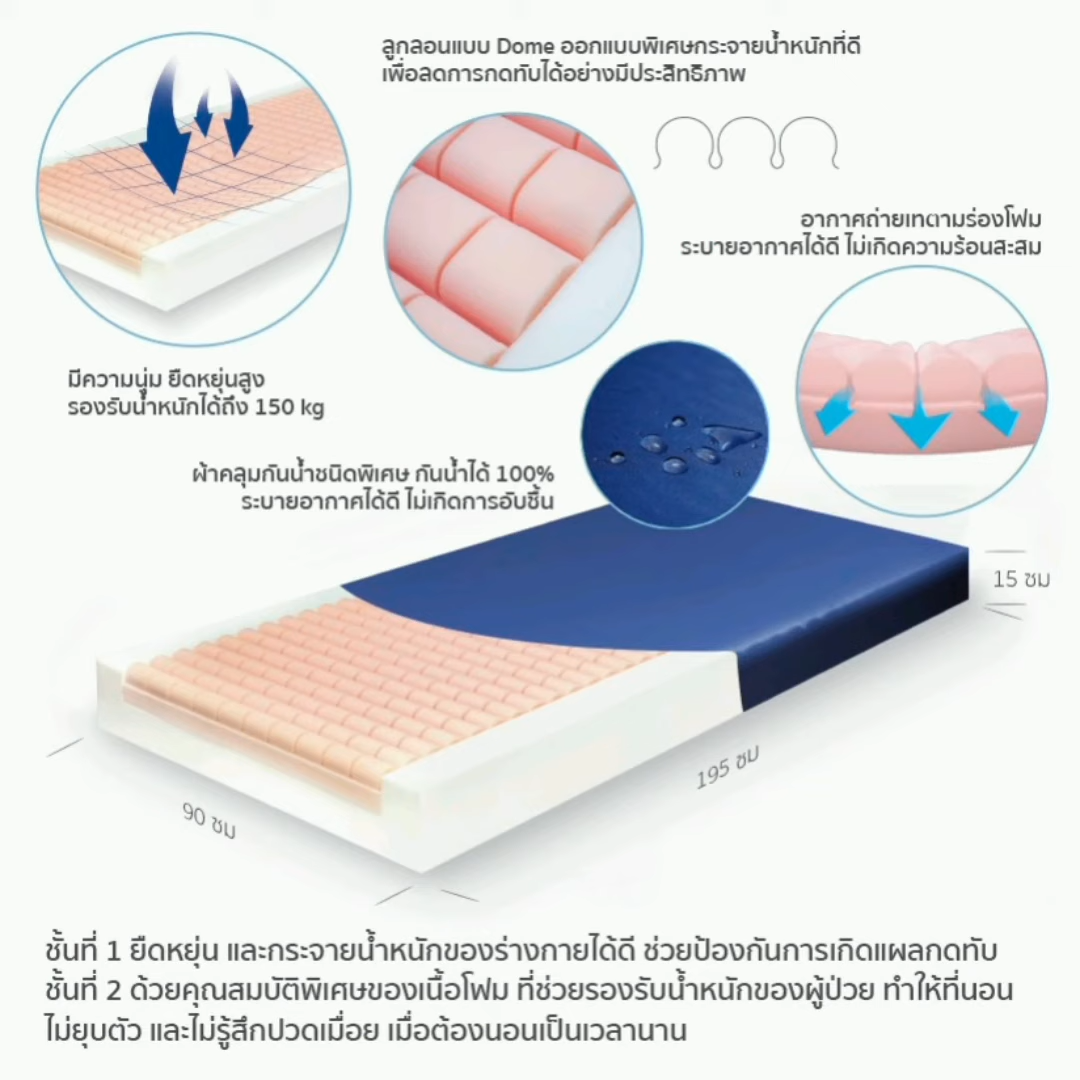 ลูกลอนแบบ Dome ออกแบบพิเศษกระจายน้ำหนักที่ดี
เพื่อลดการกดทับได้อย่างมีประสิทธิภาพ
อากาศถ่ายเทตามร่องโฟม
ระบายอากาศได้ดี ไม่เกิดความร้อนสะสม
มีความนุ่ม ยืดหยุ่นสูง
รองรับน้ำหนักได้ถึง 150 kg
ผ้าคลุมกันน้ำชนิดพิเศษ กันน้ำได้ 100%
ระบายอากาศได้ดี ไม่เกิดการอับชื้น
15 ซม
195 ซม
90 ซม
ชั้นที่ 1 ยืดหยุ่น และกระจายน้ำหนักของร่างกายได้ดี ช่วยป้องกันการเกิดแผลกดทับ
ชั้นที่ 2 ด้วยคุณสมบัติพิเศษของเนื้อโฟม ที่ช่วยรองรับน้ำหนักของผู้ป่วย ทำให้ที่นอน
ไม่ยุบตัว และไม่รู้สึกปวดเมื่อย เมื่อต้องนอนเป็นเวลานาน